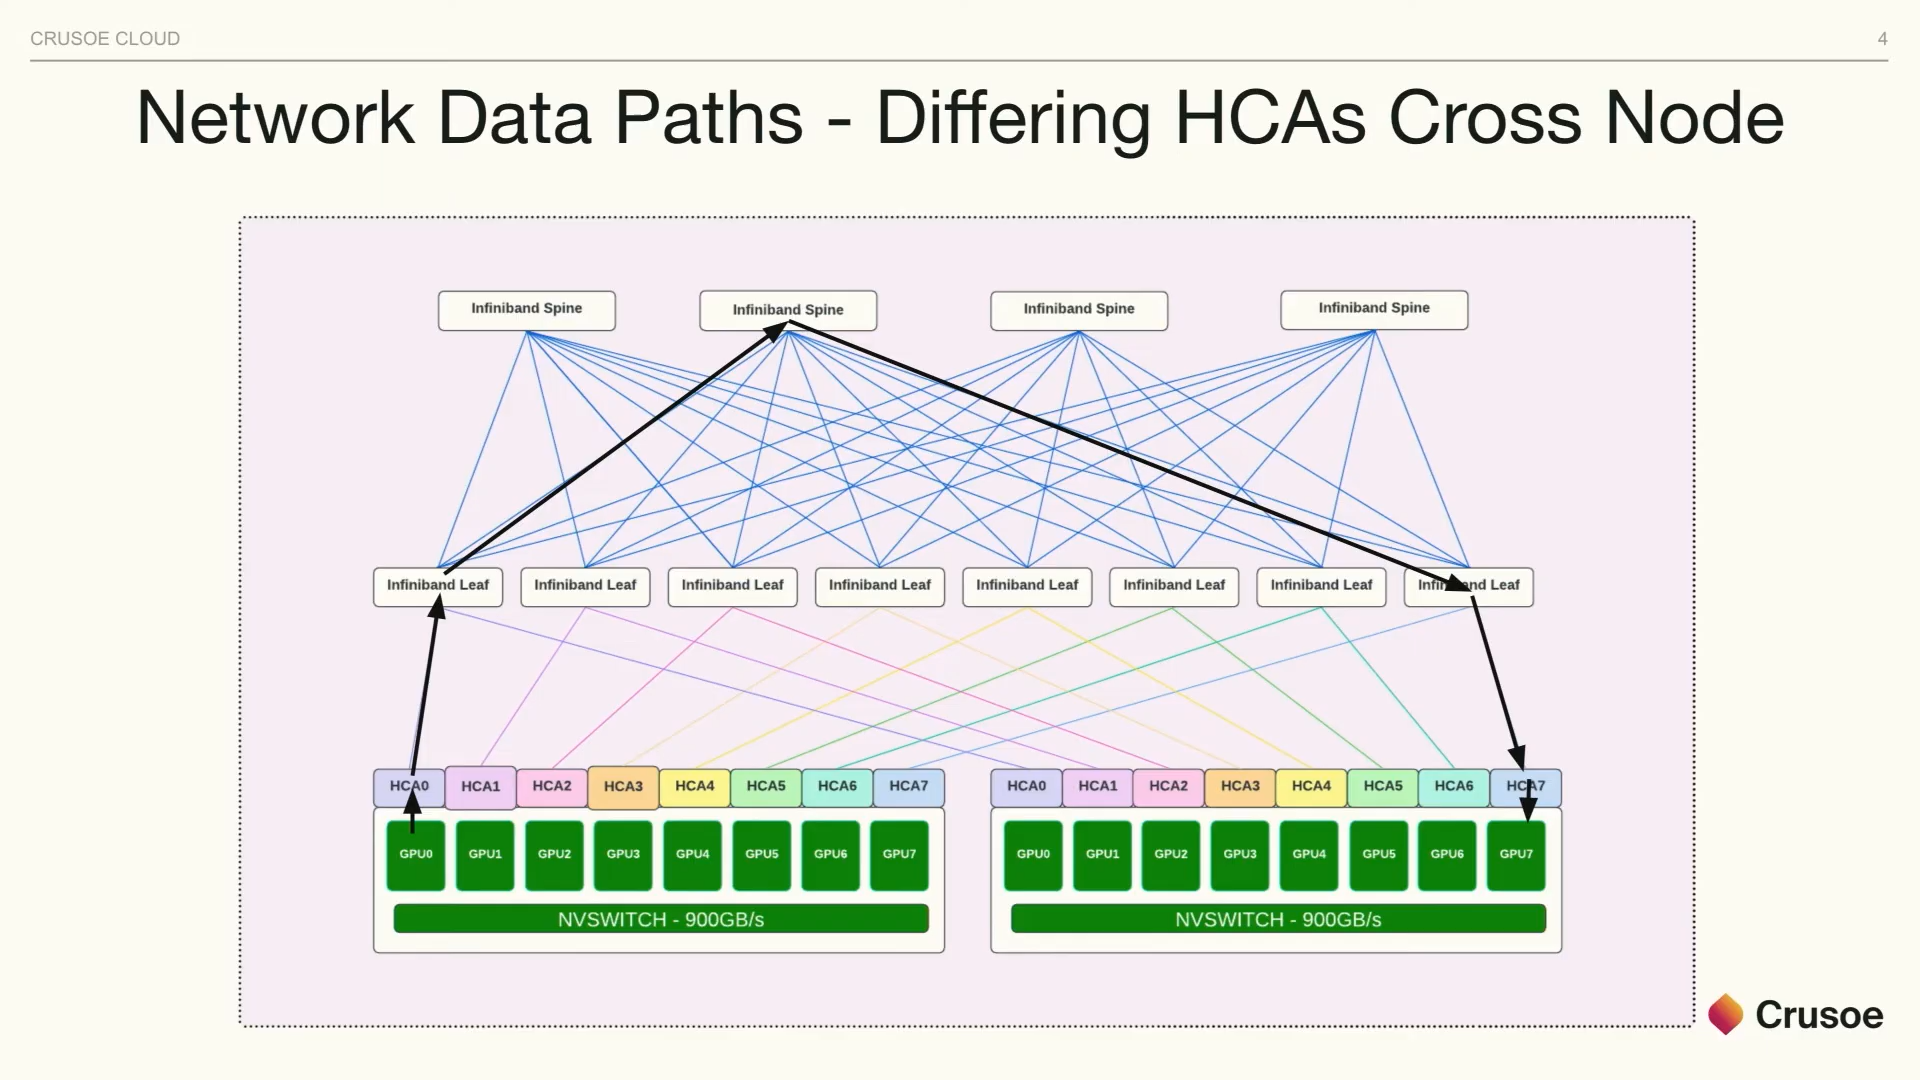 CRUSOE CLOUD
4
Network Data Paths - Differing HCAs Cross Node
Infiniband Spine
Infiniband Spine
Infiniband Spine
Infiniband Spine
Infiniband Leaf
Infiniband Leaf
Infiniband Leaf
Infiniband Leaf
Infiniband Leaf
Infiniband Leaf
Infiniband Leaf
Infiniband Leaf
HCA0 HCA1 HCA2 HCA3 HCA4 HCA5 HCA6 HCA7
HCA0 HCA1 HCA2 HCA3 HCA4 HCA5 HCA6 HCA7
GPU0 GPU1 GPU2 GPU3 GPU4 GPU5 GPU6 GPU7
GPU0 GPU1 GPU2 GPU3 GPU4 GPU5 GPU6 GPU7
NVSWITCH - 900GB/s
NVSWITCH - 900GB/s
Crusoe